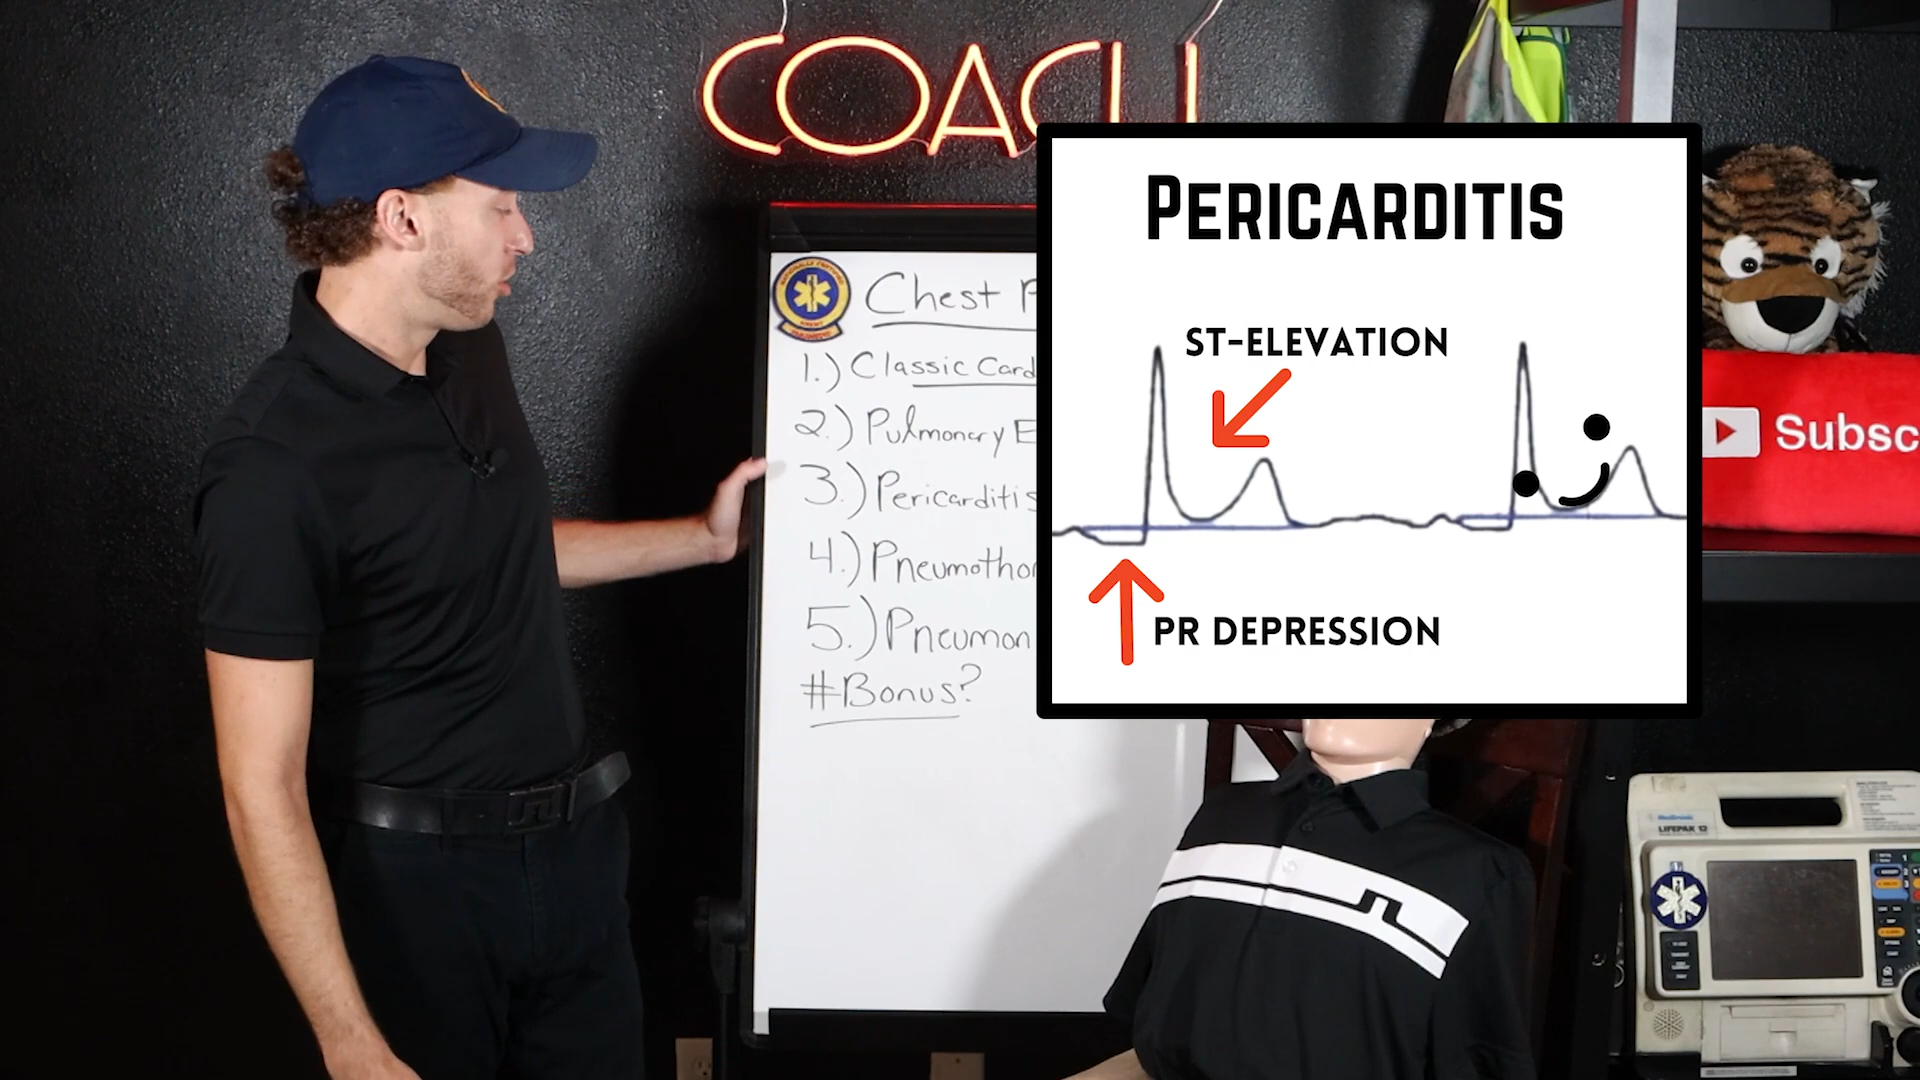 COACH
Chest P
1.) Classic Card
2.) Pulmonary E
3.) Pericarditis
4.) Pneumothor
5.) Pneumon
#Bonus?
PERICARDITIS
ST-ELEVATION
PR DEPRESSION
Subsc
LIFEPAK 12